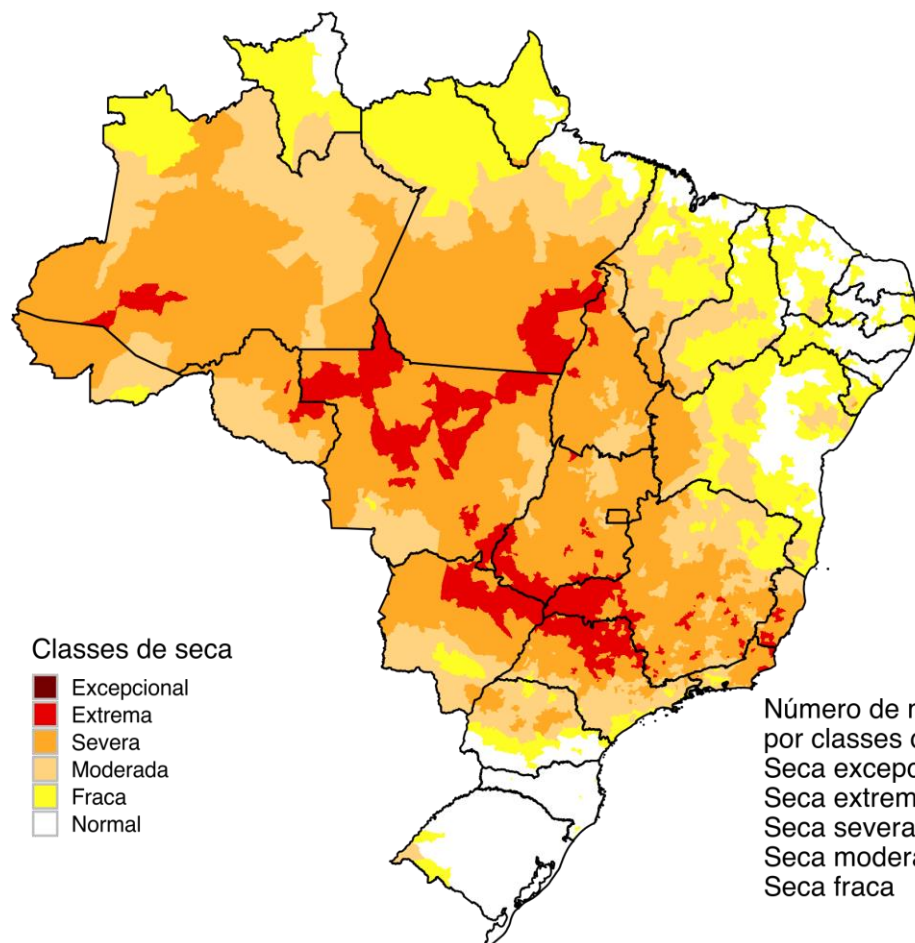 Classes de seca
Excepcional
Extrema
Severa
Moderada
Fraca
Normal
Número de
por classes
Seca
Seca
Seca severa
Seca
Seca fraca